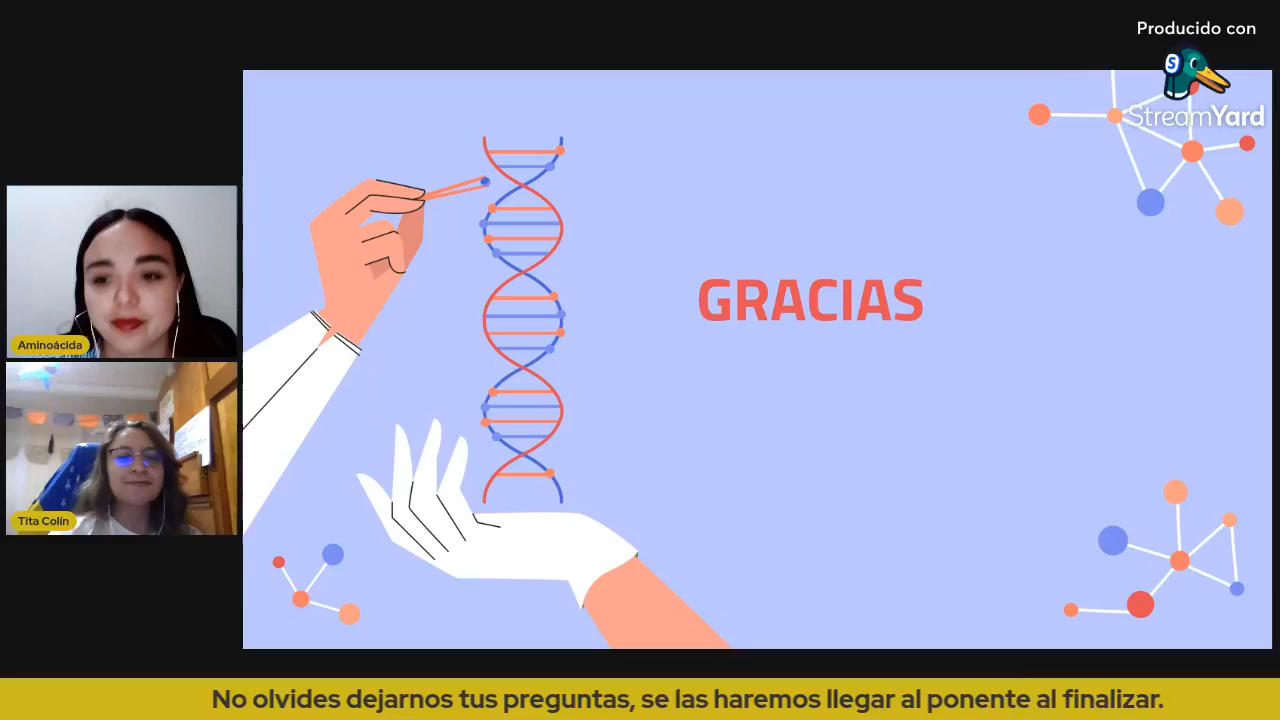 Producido con
S
StreamYard
GRACIAS
Aminoácida
Tita Colín
No olvides dejarnos tus preguntas, se las haremos llegar al ponente al finalizar.